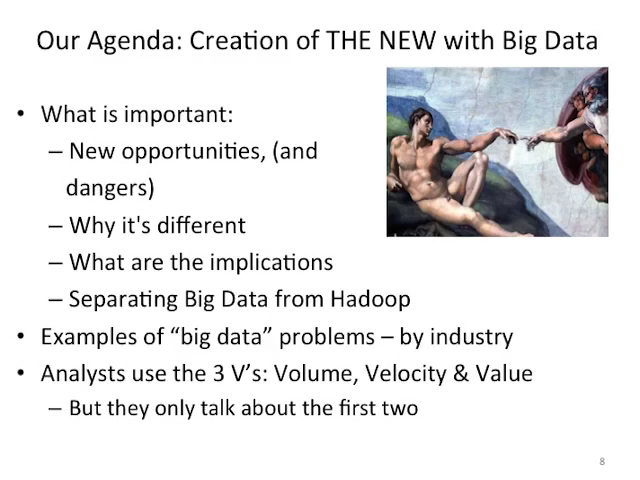 Our Agenda: Creation of THE NEW with Big Data
• What is important:
– New opportunities, (and
dangers)
– Why it's different
– What are the implications
– Separating Big Data from Hadoop
• Examples of “big data” problems – by industry
• Analysts use the 3 V’s: Volume, Velocity & Value
– But they only talk about the first two
8